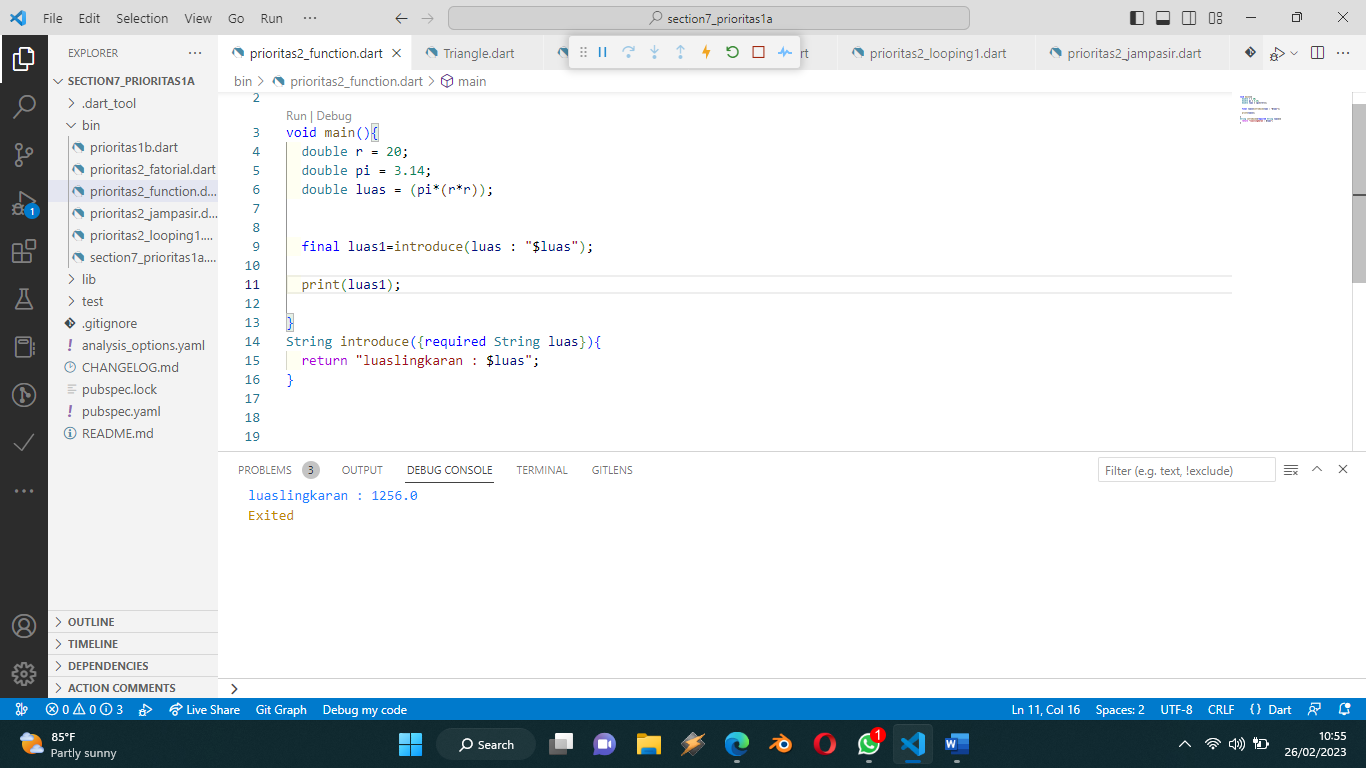 File Edit Selection View Go Run ··· section7_prioritas1a
EXPLORER ···
SECTION7_PRIORITAS1A
.dart_tool
bin
prioritas1b.dart
prioritas2_fatorial.dart
prioritas2_function.d...
prioritas2_jampasir.d...
prioritas2_looping1....
section7_prioritas1a....
lib
test
.gitignore
analysis_options.yaml
CHANGELOG.md
pubspec.lock
pubspec.yaml
README.md
OUTLINE
TIMELINE
DEPENDENCIES
ACTION COMMENTS
1
prioritas2_function.dart Triangle.dart rt prioritas2_looping1.dart prioritas2_jampasir.dart
bin > prioritas2_function.dart > main
2
Run | Debug
3 void main(){
4 double r = 20;
5 double pi = 3.14;
6 double luas = (pi*(r*r));
7
8
9 final luas1=introduce(luas : "$luas");
10
11 print(luas1);
12
13 }
14 String introduce({required String luas}){
15 return "luaslingkaran : $luas";
16 }
17
18
19
PROBLEMS 3 OUTPUT DEBUG CONSOLE TERMINAL GITLENS Filter (e.g. text, !exclude)
luaslingkaran : 1256.0
Exited
0 0 3 Live Share Git Graph Debug my code Ln 11, Col 16 Spaces: 2 UTF-8 CRLF {} Dart
85°F
Partly sunny
Search
1
10:55
26/02/2023